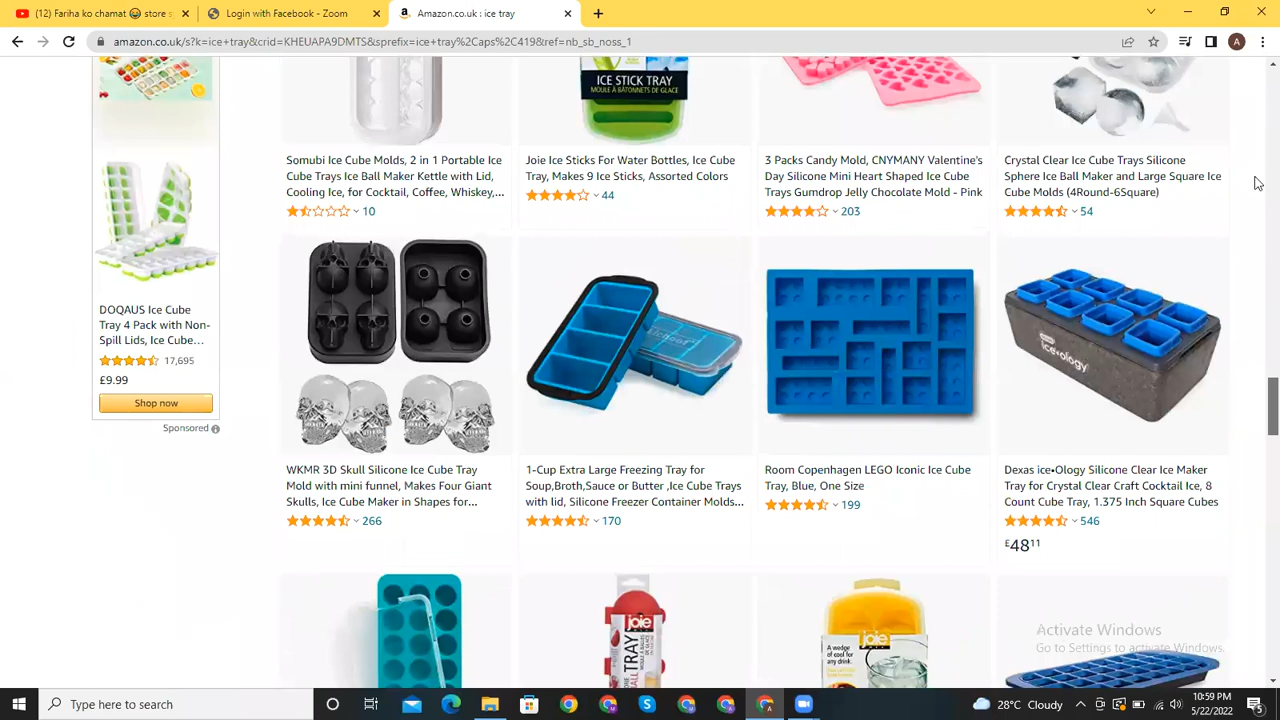 (12) Fariha ko chamat 😂 store s
Login with Facebook - Zoom
Amazon.co.uk : ice tray
amazon.co.uk/s?k=ice+tray&crid=KHEUAPA9DMTS&sprefix=ice+tray%2Caps%2C419&ref=nb_sb_noss_1
A
ICE STICK TRAY
MOULE À BÂTONNETS DE GLACE
Somubi Ice Cube Molds, 2 in 1 Portable Ice
Cube Trays Ice Ball Maker Kettle with Lid,
Cooling Ice, for Cocktail, Coffee, Whiskey,...
10
Joie Ice Sticks For Water Bottles, Ice Cube
Tray, Makes 9 Ice Sticks, Assorted Colors
44
3 Packs Candy Mold, CNYMANY Valentine's
Day Silicone Mini Heart Shaped Ice Cube
Trays Gumdrop Jelly Chocolate Mold - Pink
203
Crystal Clear Ice Cube Trays Silicone
Sphere Ice Ball Maker and Large Square Ice
Cube Molds (4Round-6Square)
54
DOQAUS Ice Cube
Tray 4 Pack with Non-
Spill Lids, Ice Cube...
17,695
£9.99
Shop now
Sponsored
ice•ology
WKMR 3D Skull Silicone Ice Cube Tray
Mold with mini funnel, Makes Four Giant
Skulls, Ice Cube Maker in Shapes for...
266
1-Cup Extra Large Freezing Tray for
Soup,Broth,Sauce or Butter ,Ice Cube Trays
with lid, Silicone Freezer Container Molds...
170
Room Copenhagen LEGO Iconic Ice Cube
Tray, Blue, One Size
199
Dexas ice•Ology Silicone Clear Ice Maker
Tray for Crystal Clear Craft Cocktail Ice, 8
Count Cube Tray, 1.375 Inch Square Cubes
546
£4811
joie
TRAY
joie
A wedge
of cool for
any drink.
Activate Windows
Go to Settings to activate Windows.
Type here to search
28°C Cloudy
10:59 PM
5/22/2022
5